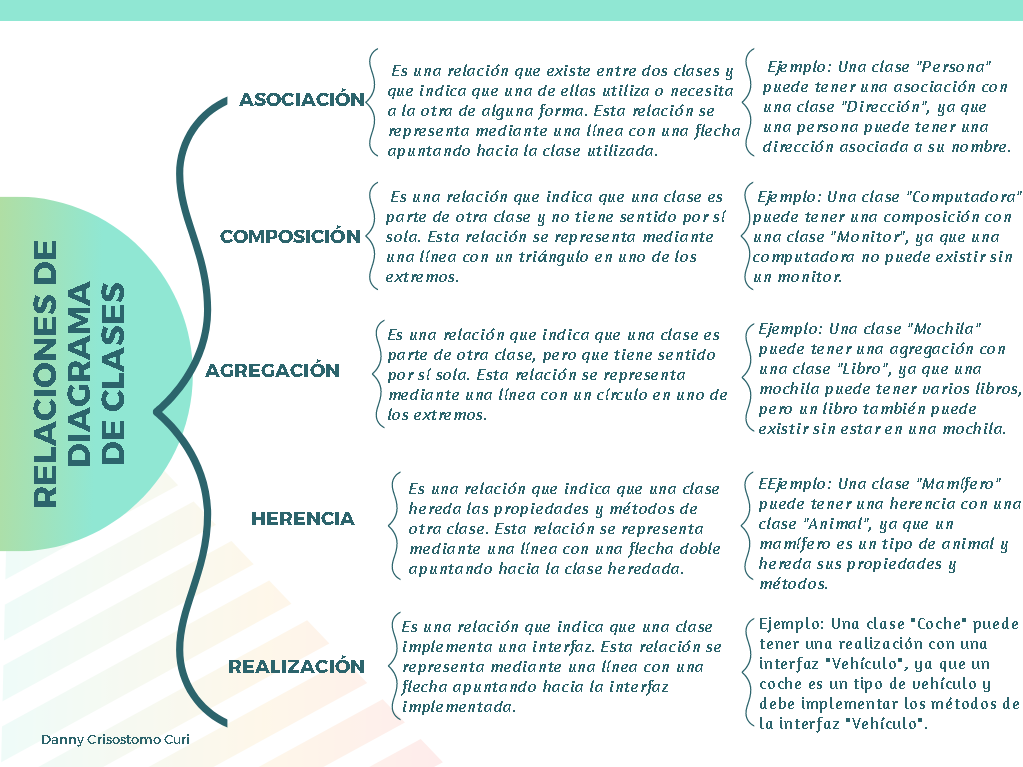 RELACIONES DE
DIAGRAMA
DE CLASES
ASOCIACIÓN
Es una relación que existe entre dos clases y
que indica que una de ellas utiliza o necesita
a la otra de alguna forma. Esta relación se
representa mediante una línea con una flecha
apuntando hacia la clase utilizada.
Ejemplo: Una clase "Persona"
puede tener una asociación con
una clase "Dirección", ya que
una persona puede tener una
dirección asociada a su nombre.
COMPOSICIÓN
Es una relación que indica que una clase es
parte de otra clase y no tiene sentido por sí
sola. Esta relación se representa mediante
una línea con un triángulo en uno de los
extremos.
Ejemplo: Una clase "Computadora"
puede tener una composición con
una clase "Monitor", ya que una
computadora no puede existir sin
un monitor.
AGREGACIÓN
Es una relación que indica que una clase es
parte de otra clase, pero que tiene sentido
por sí sola. Esta relación se representa
mediante una línea con un círculo en uno de
los extremos.
Ejemplo: Una clase "Mochila"
puede tener una agregación con
una clase "Libro", ya que una
mochila puede tener varios libros,
pero un libro también puede
existir sin estar en una mochila.
HERENCIA
Es una relación que indica que una clase
hereda las propiedades y métodos de
otra clase. Esta relación se representa
mediante una línea con una flecha doble
apuntando hacia la clase heredada.
EEjemplo: Una clase "Mamífero"
puede tener una herencia con una
clase "Animal", ya que un
mamífero es un tipo de animal y
hereda sus propiedades y
métodos.
REALIZACIÓN
Es una relación que indica que una clase
implementa una interfaz. Esta relación se
representa mediante una línea con una
flecha apuntando hacia la interfaz
implementada.
Ejemplo: Una clase "Coche" puede
tener una realización con una
interfaz "Vehículo", ya que un
coche es un tipo de vehículo y
debe implementar los métodos de
la interfaz "Vehículo".
Danny Crisostomo Curi